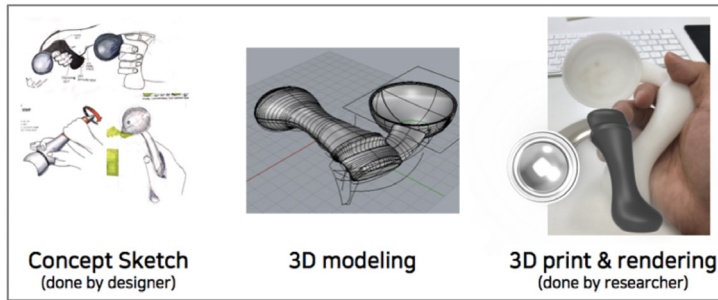 Concept Sketch
(done by designer)
3D modeling
3D print & rendering
(done by researcher)